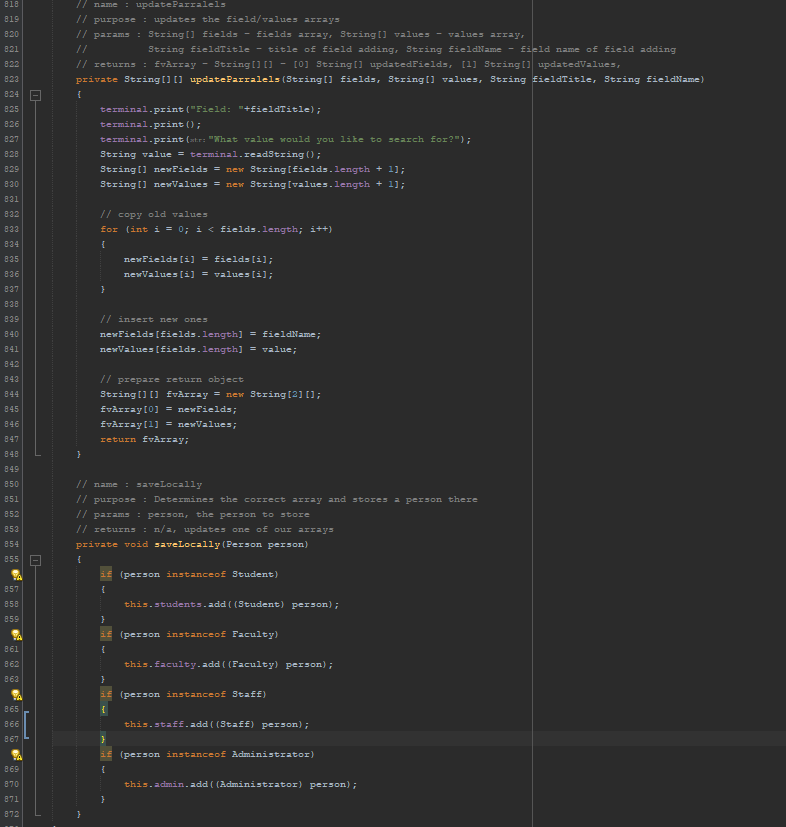 818 // name : updateParralels
819 // purpose : updates the field/values arrays
820 // params : String[] fields - fields array, String[] values - values array,
821 //          String fieldTitle - title of field adding, String fieldName - field name of field adding
822 // returns : fvArray - String[][] - [0] String[] updatedFields, [1] String[] updatedValues,
823 private String[][] updateParralels(String[] fields, String[] values, String fieldTitle, String fieldName)
824 {
825     terminal.print("Field: "+fieldTitle);
826     terminal.print();
827     terminal.print(ptr: "What value would you like to search for?");
828     String value = terminal.readString();
829     String[] newFields = new String[fields.length + 1];
830     String[] newValues = new String[values.length + 1];
831
832     // copy old values
833     for (int i = 0; i < fields.length; i++)
834     {
835         newFields[i] = fields[i];
836         newValues[i] = values[i];
837     }
838
839     // insert new ones
840     newFields[fields.length] = fieldName;
841     newValues[fields.length] = value;
842
843     // prepare return object
844     String[][] fvArray = new String[2][];
845     fvArray[0] = newFields;
846     fvArray[1] = newValues;
847     return fvArray;
848 }
849
850 // name : saveLocally
851 // purpose : Determines the correct array and stores a person there
852 // params : person, the person to store
853 // returns : n/a, updates one of our arrays
854 private void saveLocally(Person person)
855 {
    if (person instanceof Student)
857     {
858         this.students.add((Student) person);
859     }
    if (person instanceof Faculty)
861     {
862         this.faculty.add((Faculty) person);
863     }
    if (person instanceof Staff)
865     {
866         this.staff.add((Staff) person);
867     }
    if (person instanceof Administrator)
869     {
870         this.admin.add((Administrator) person);
871     }
872 }